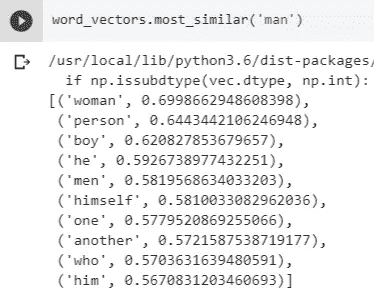 word_vectors.most_similar('man')
/usr/local/lib/python3.6/dist-packages/
if np.issubdtype(vec.dtype, np.int):
[('woman', 0.6998662948608398),
('person', 0.6443442106246948),
('boy', 0.620827853679657),
('he', 0.5926738977432251),
('men', 0.5819568634033203),
('himself', 0.5810033082962036),
('one', 0.5779520869255066),
('another', 0.5721587538719177),
('who', 0.5703631639480591),
('him', 0.5670831203460693)]